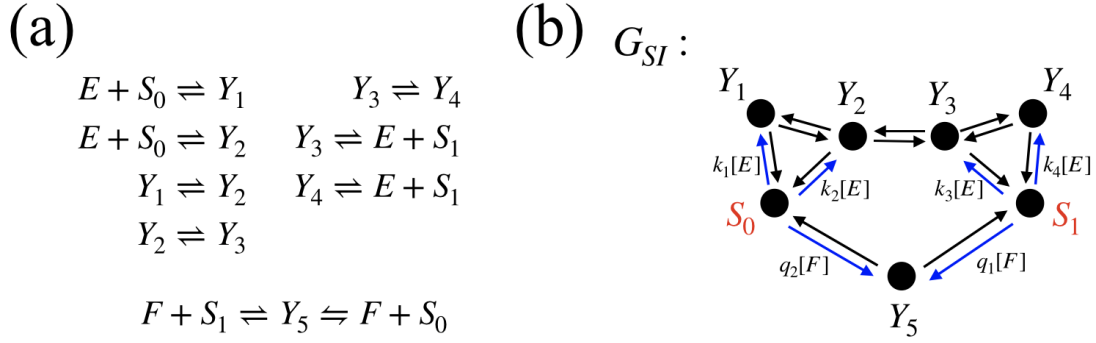 (a)
E + S₀ ⇌ Y₁
E + S₀ ⇌ Y₂
Y₁ ⇌ Y₂
Y₂ ⇌ Y₃
Y₃ ⇌ Y₄
Y₃ ⇌ E + S₁
Y₄ ⇌ E + S₁
F + S₁ ⇌ Y₅ ⇋ F + S₀
(b)
G_SI :
Y₁ Y₂ Y₃ Y₄
k₁[E] k₂[E] k₃[E] k₄[E]
S₀ S₁
q₂[F] q₁[F]
Y₅